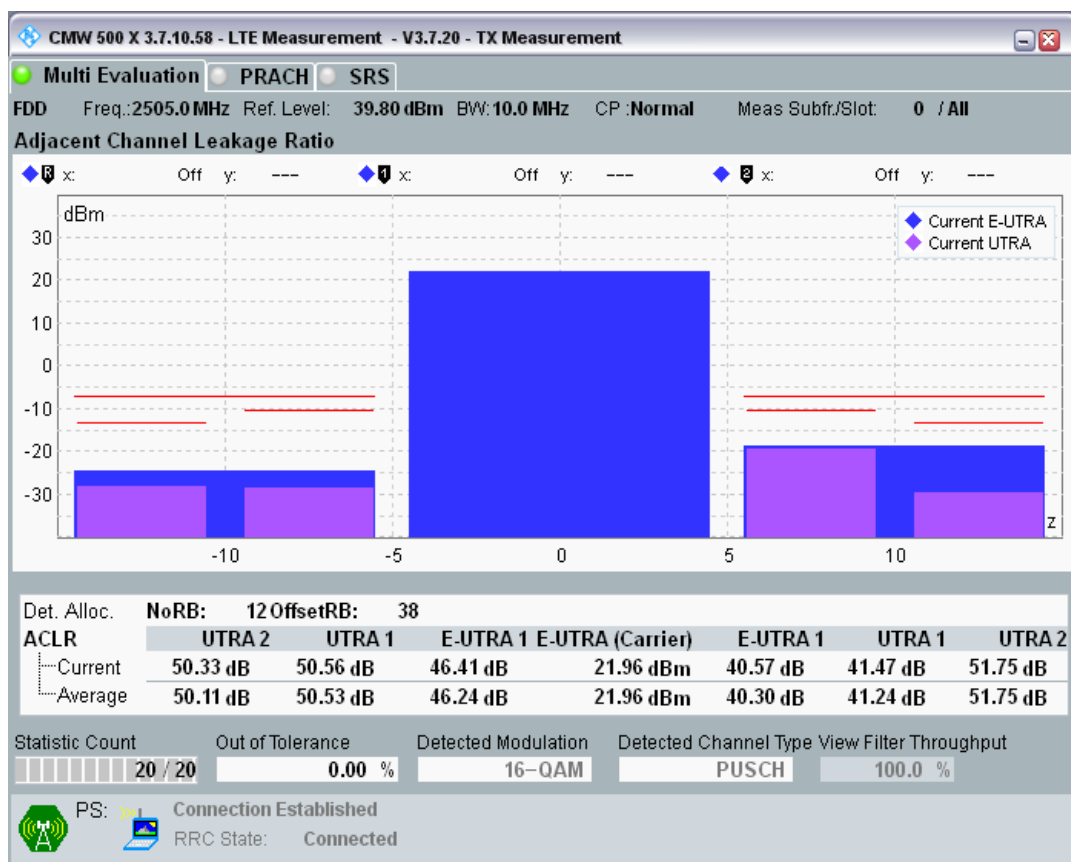 CMW 500 X 3.7.10.58 - LTE Measurement - V3.7.20 - TX Measurement
Multi Evaluation PRACH SRS
FDD Freq.:2505.0 MHz Ref. Level: 39.80 dBm BW:10.0 MHz CP :Normal Meas Subfr./Slot: 0 / All
Adjacent Channel Leakage Ratio
R x: Off y: --- 1 x: Off y: --- 2 x: Off y: ---
dBm
Current E-UTRA
Current UTRA
30
20
10
0
-10
-20
-30
z
-10 -5 0 5 10
Det. Alloc. NoRB: 12 OffsetRB: 38
ACLR UTRA 2 UTRA 1 E-UTRA 1 E-UTRA (Carrier) E-UTRA 1 UTRA 1 UTRA 2
Current 50.33 dB 50.56 dB 46.41 dB 21.96 dBm 40.57 dB 41.47 dB 51.75 dB
Average 50.11 dB 50.53 dB 46.24 dB 21.96 dBm 40.30 dB 41.24 dB 51.75 dB
Statistic Count Out of Tolerance Detected Modulation Detected Channel Type View Filter Throughput
20 / 20 0.00 % 16-QAM PUSCH 100.0 %
PS: Connection Established
RRC State: Connected